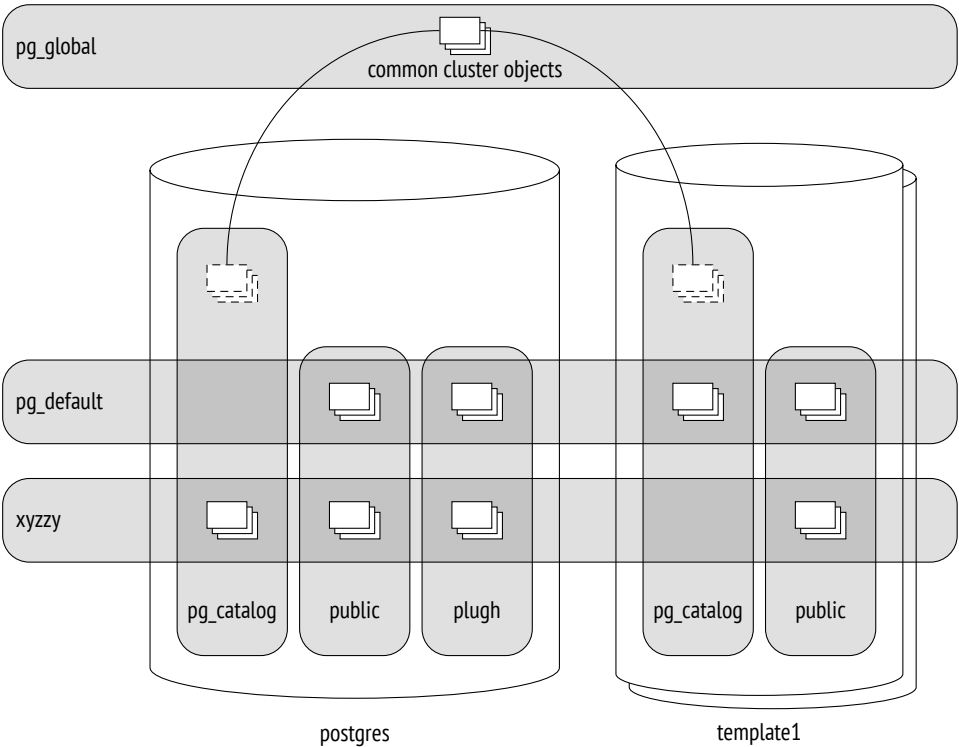 pg_global
common cluster objects
pg_default
xyzzy
pg_catalog
public
plugh
pg_catalog
public
postgres
template1